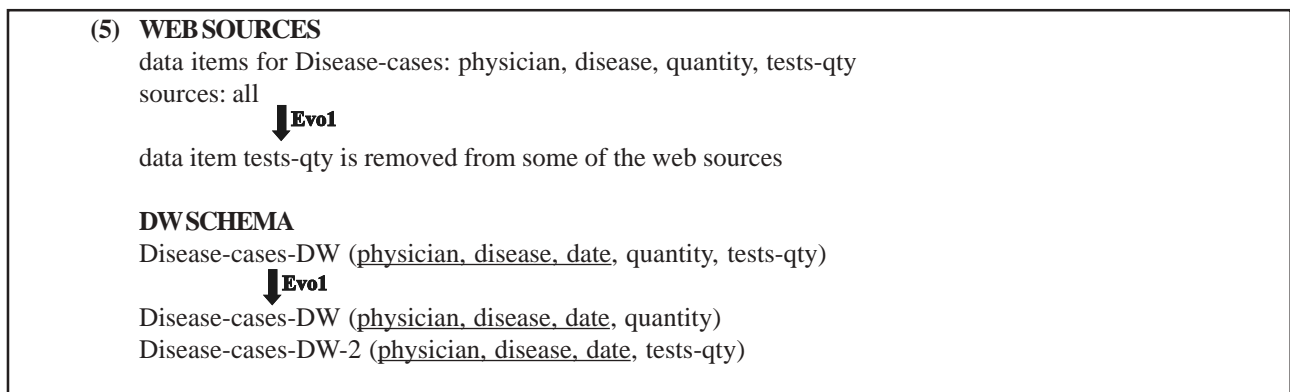 (5) WEB SOURCES
data items for Disease-cases: physician, disease, quantity, tests-qty
sources: all
Evo1
data item tests-qty is removed from some of the web sources
DW SCHEMA
Disease-cases-DW (physician, disease, date, quantity, tests-qty)
Evo1
Disease-cases-DW (physician, disease, date, quantity)
Disease-cases-DW-2 (physician, disease, date, tests-qty)